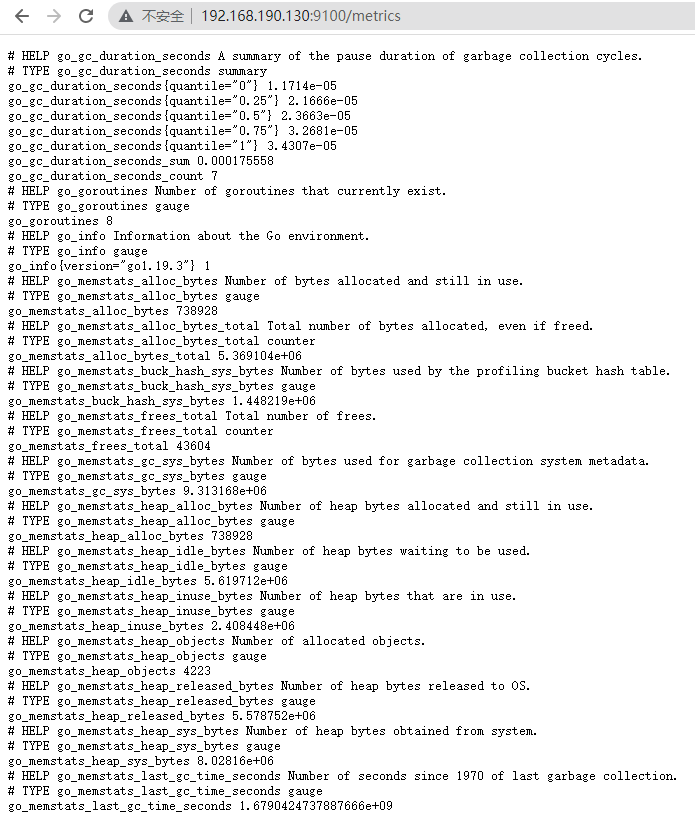 不安全 192.168.190.130:9100/metrics
# HELP go_gc_duration_seconds A summary of the pause duration of garbage collection cycles.
# TYPE go_gc_duration_seconds summary
go_gc_duration_seconds{quantile="0"} 1.1714e-05
go_gc_duration_seconds{quantile="0.25"} 2.1666e-05
go_gc_duration_seconds{quantile="0.5"} 2.3663e-05
go_gc_duration_seconds{quantile="0.75"} 3.2681e-05
go_gc_duration_seconds{quantile="1"} 3.4307e-05
go_gc_duration_seconds_sum 0.000175558
go_gc_duration_seconds_count 7
# HELP go_goroutines Number of goroutines that currently exist.
# TYPE go_goroutines gauge
go_goroutines 8
# HELP go_info Information about the Go environment.
# TYPE go_info gauge
go_info{version="go1.19.3"} 1
# HELP go_memstats_alloc_bytes Number of bytes allocated and still in use.
# TYPE go_memstats_alloc_bytes gauge
go_memstats_alloc_bytes 738928
# HELP go_memstats_alloc_bytes_total Total number of bytes allocated, even if freed.
# TYPE go_memstats_alloc_bytes_total counter
go_memstats_alloc_bytes_total 5.369104e+06
# HELP go_memstats_buck_hash_sys_bytes Number of bytes used by the profiling bucket hash table.
# TYPE go_memstats_buck_hash_sys_bytes gauge
go_memstats_buck_hash_sys_bytes 1.448219e+06
# HELP go_memstats_frees_total Total number of frees.
# TYPE go_memstats_frees_total counter
go_memstats_frees_total 43604
# HELP go_memstats_gc_sys_bytes Number of bytes used for garbage collection system metadata.
# TYPE go_memstats_gc_sys_bytes gauge
go_memstats_gc_sys_bytes 9.313168e+06
# HELP go_memstats_heap_alloc_bytes Number of heap bytes allocated and still in use.
# TYPE go_memstats_heap_alloc_bytes gauge
go_memstats_heap_alloc_bytes 738928
# HELP go_memstats_heap_idle_bytes Number of heap bytes waiting to be used.
# TYPE go_memstats_heap_idle_bytes gauge
go_memstats_heap_idle_bytes 5.619712e+06
# HELP go_memstats_heap_inuse_bytes Number of heap bytes that are in use.
# TYPE go_memstats_heap_inuse_bytes gauge
go_memstats_heap_inuse_bytes 2.408448e+06
# HELP go_memstats_heap_objects Number of allocated objects.
# TYPE go_memstats_heap_objects gauge
go_memstats_heap_objects 4223
# HELP go_memstats_heap_released_bytes Number of heap bytes released to OS.
# TYPE go_memstats_heap_released_bytes gauge
go_memstats_heap_released_bytes 5.578752e+06
# HELP go_memstats_heap_sys_bytes Number of heap bytes obtained from system.
# TYPE go_memstats_heap_sys_bytes gauge
go_memstats_heap_sys_bytes 8.02816e+06
# HELP go_memstats_last_gc_time_seconds Number of seconds since 1970 of last garbage collection.
# TYPE go_memstats_last_gc_time_seconds gauge
go_memstats_last_gc_time_seconds 1.6790424737887666e+09